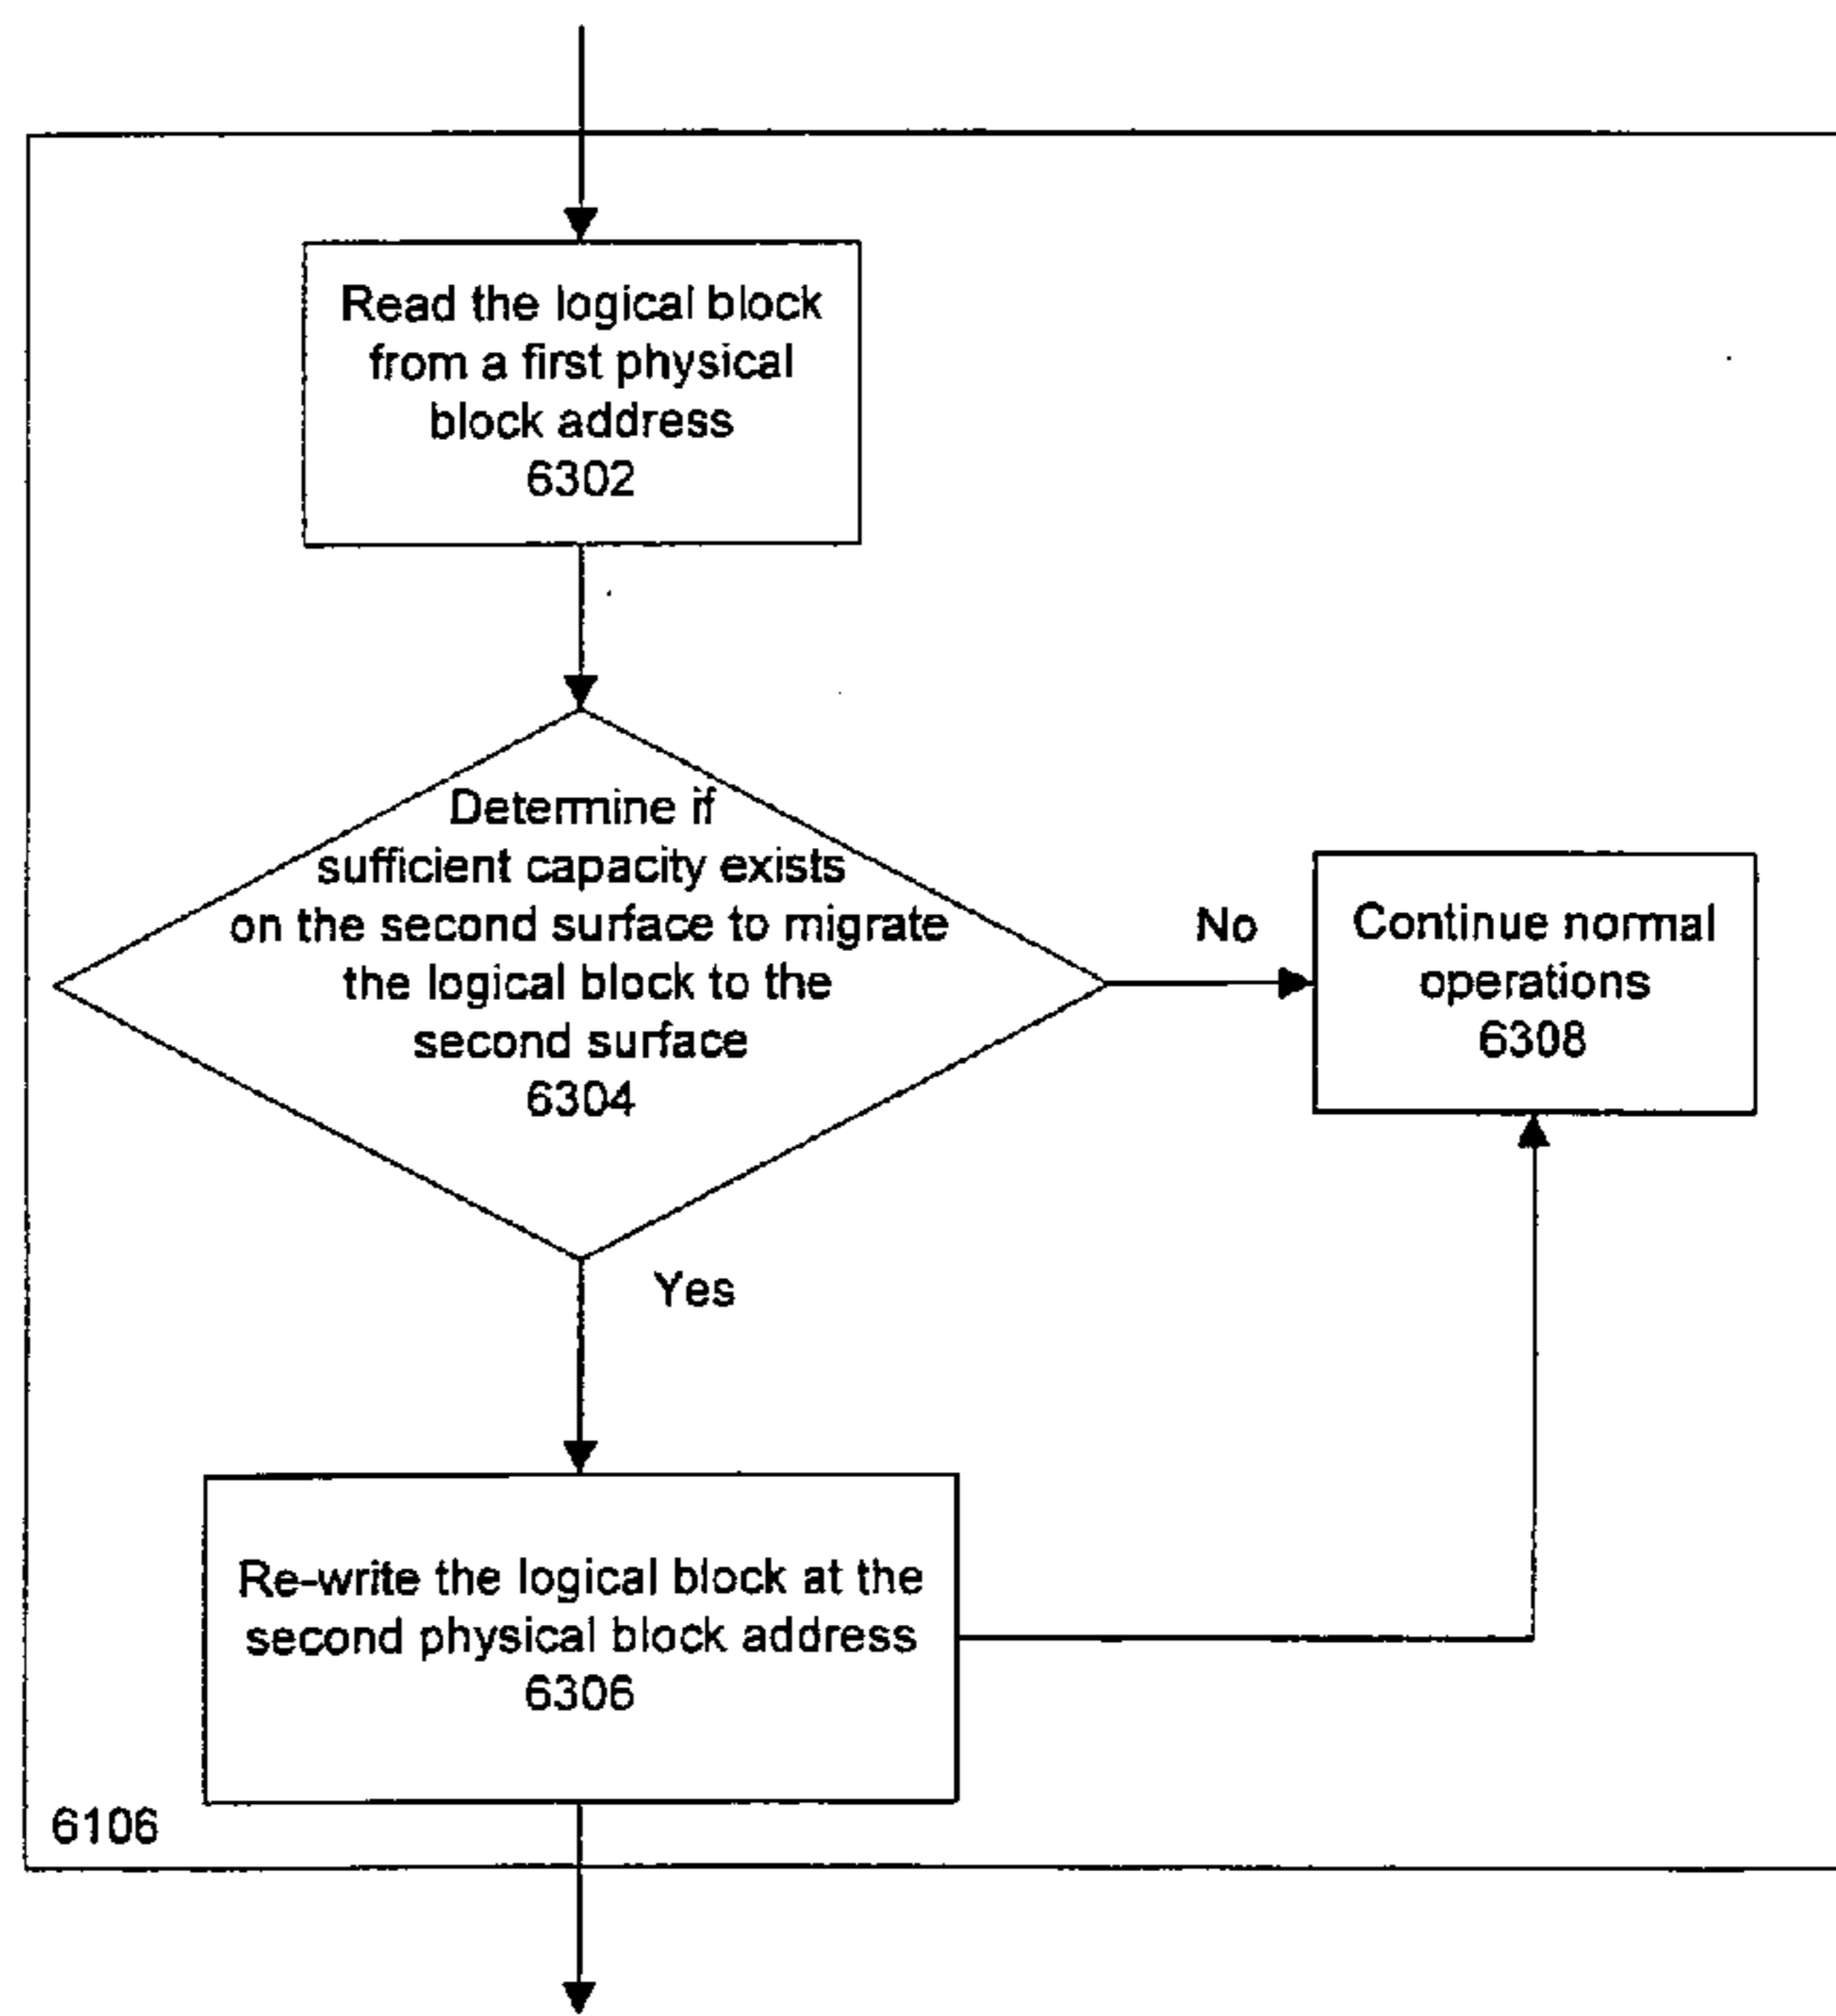 Read the logical block
from a first physical
block address
6302
Determine if
sufficient capacity exists
on the second surface to migrate
the logical block to the
second surface
6304
No
Continue normal
operations
6308
Yes
Re-write the logical block at the
second physical block address
6306
6106